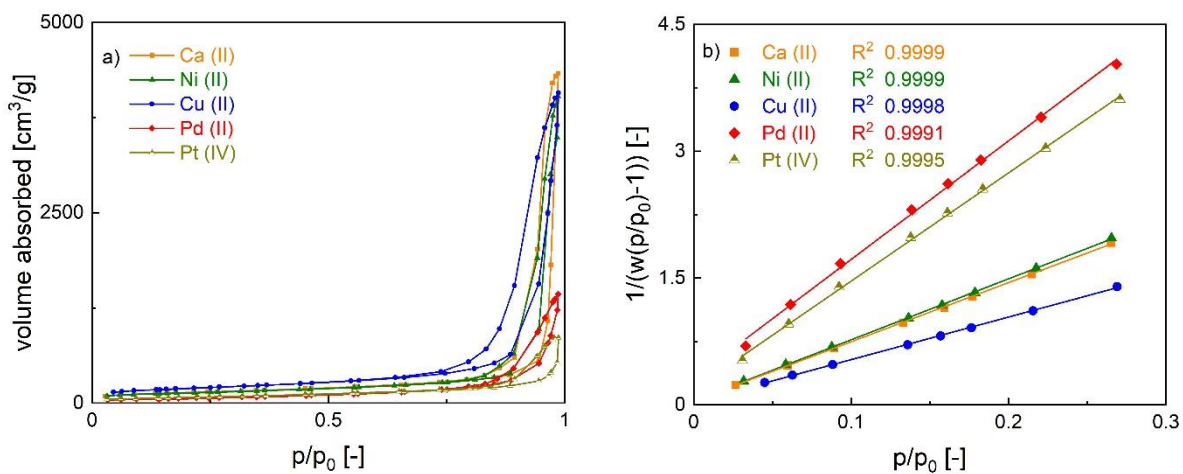 a)
Ca (II)
Ni (II)
Cu (II)
Pd (II)
Pt (IV)
5000
2500
0
volume absorbed [cm³/g]
0
0.5
1
p/p₀ [-]
b)
Ca (II) R² 0.9999
Ni (II) R² 0.9999
Cu (II) R² 0.9998
Pd (II) R² 0.9991
Pt (IV) R² 0.9995
4.5
3
1.5
0
1/(w(p/p₀)-1)) [-]
0
0.1
0.2
0.3
p/p₀ [-]